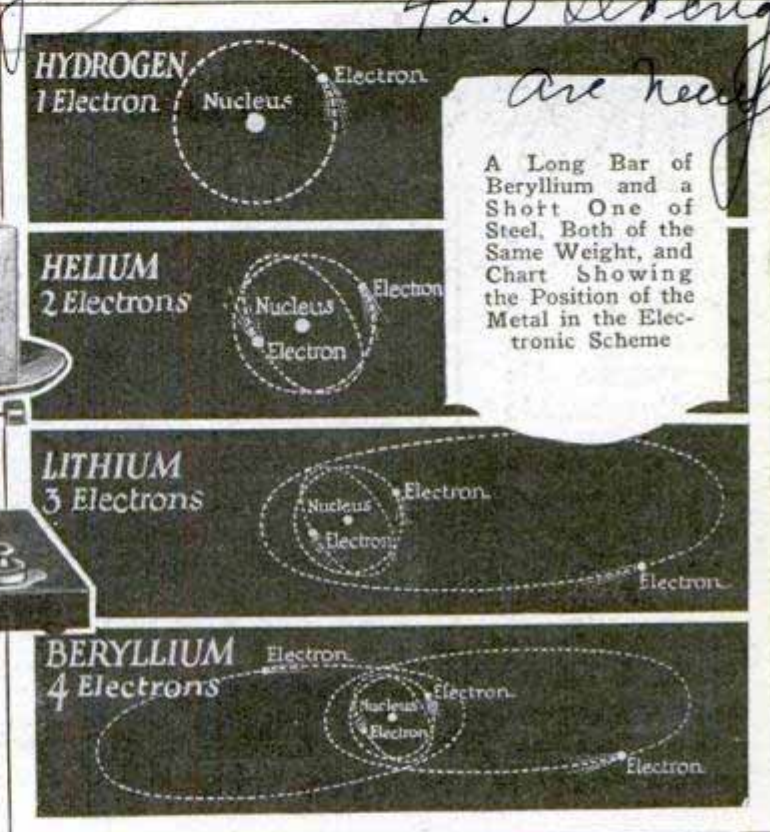 are
HYDROGEN
1 Electron
Nucleus
Electron
A Long Bar of
Beryllium and a
Short One of
Steel, Both of the
Same Weight, and
Chart Showing
the Position of the
Metal in the Elec-
tronic Scheme
HELIUM
2 Electrons
Nucleus
Electron
Electron
LITHIUM
3 Electrons
Nucleus
Electron
Electron
Electron
BERYLLIUM
4 Electrons
Electron
Nucleus
Electron
Electron
Electron